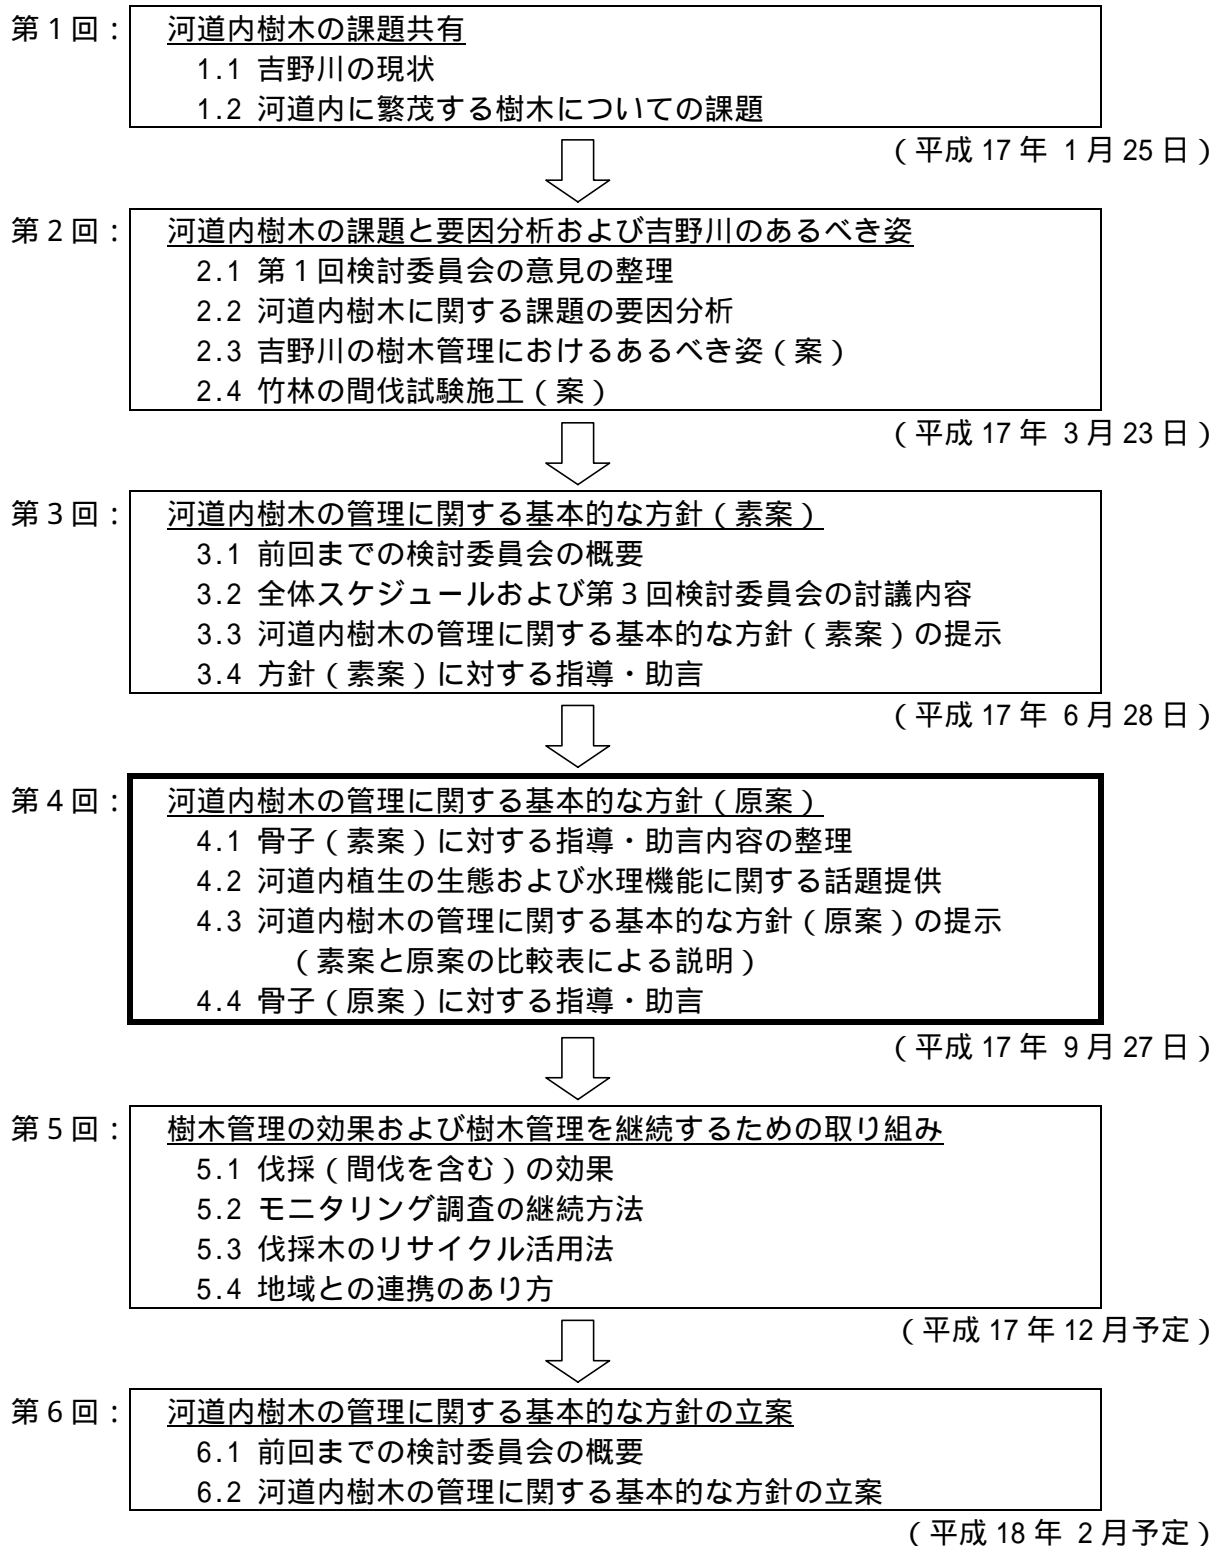 第１回： 河道内樹木の課題共有
1.1 吉野川の現状
1.2 河道内に繁茂する樹木についての課題
（平成 17 年 1 月 25 日）
第２回： 河道内樹木の課題と要因分析および吉野川のあるべき姿
2.1 第１回検討委員会の意見の整理
2.2 河道内樹木に関する課題の要因分析
2.3 吉野川の樹木管理におけるあるべき姿（案）
2.4 竹林の間伐試験施工（案）
（平成 17 年 3 月 23 日）
第３回： 河道内樹木の管理に関する基本的な方針（素案）
3.1 前回までの検討委員会の概要
3.2 全体スケジュールおよび第３回検討委員会の討議内容
3.3 河道内樹木の管理に関する基本的な方針（素案）の提示
3.4 方針（素案）に対する指導・助言
（平成 17 年 6 月 28 日）
第４回： 河道内樹木の管理に関する基本的な方針（原案）
4.1 骨子（素案）に対する指導・助言内容の整理
4.2 河道内植生の生態および水理機能に関する話題提供
4.3 河道内樹木の管理に関する基本的な方針（原案）の提示
（素案と原案の比較表による説明）
4.4 骨子（原案）に対する指導・助言
（平成 17 年 9 月 27 日）
第５回： 樹木管理の効果および樹木管理を継続するための取り組み
5.1 伐採（間伐を含む）の効果
5.2 モニタリング調査の継続方法
5.3 伐採木のリサイクル活用法
5.4 地域との連携のあり方
（平成 17 年 12 月予定）
第６回： 河道内樹木の管理に関する基本的な方針の立案
6.1 前回までの検討委員会の概要
6.2 河道内樹木の管理に関する基本的な方針の立案
（平成 18 年 2 月予定）